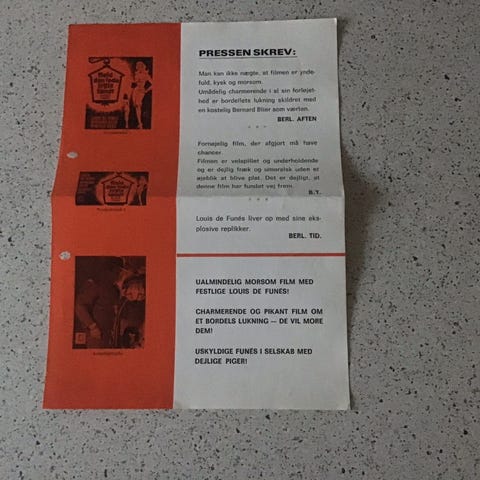 PRESSEN SKREV:
Man kan ikke nægte, at filmen er ynde-
fuld, kysk og morsom.
Umådelig charmerende i al sin forløjet-
hed er bordellets lukning skildret med
en kostelig Bernard Blier som værten.
BERL. AFTEN
Fornøjelig film, der afgjort må have
chancer.
Filmen er velspillet og underholdende
og er dejlig fræk og umoralsk uden er
øjeblik at blive plat. Det er dejligt, at
denne film har fundet vej frem.
B.T.
Louis de Funés liver op med sine eks-
plosive replikker.
BERL. TID.
UALMINDELIG MORSOM FILM MED
FESTLIGE LOUIS DE FUNÉS!
CHARMERENDE OG PIKANT FILM OM
ET BORDELS LUKNING — DE VIL MORE
DEM!
USKYLDIGE FUNÉS I SELSKAB MED
DEJLIGE PIGER!